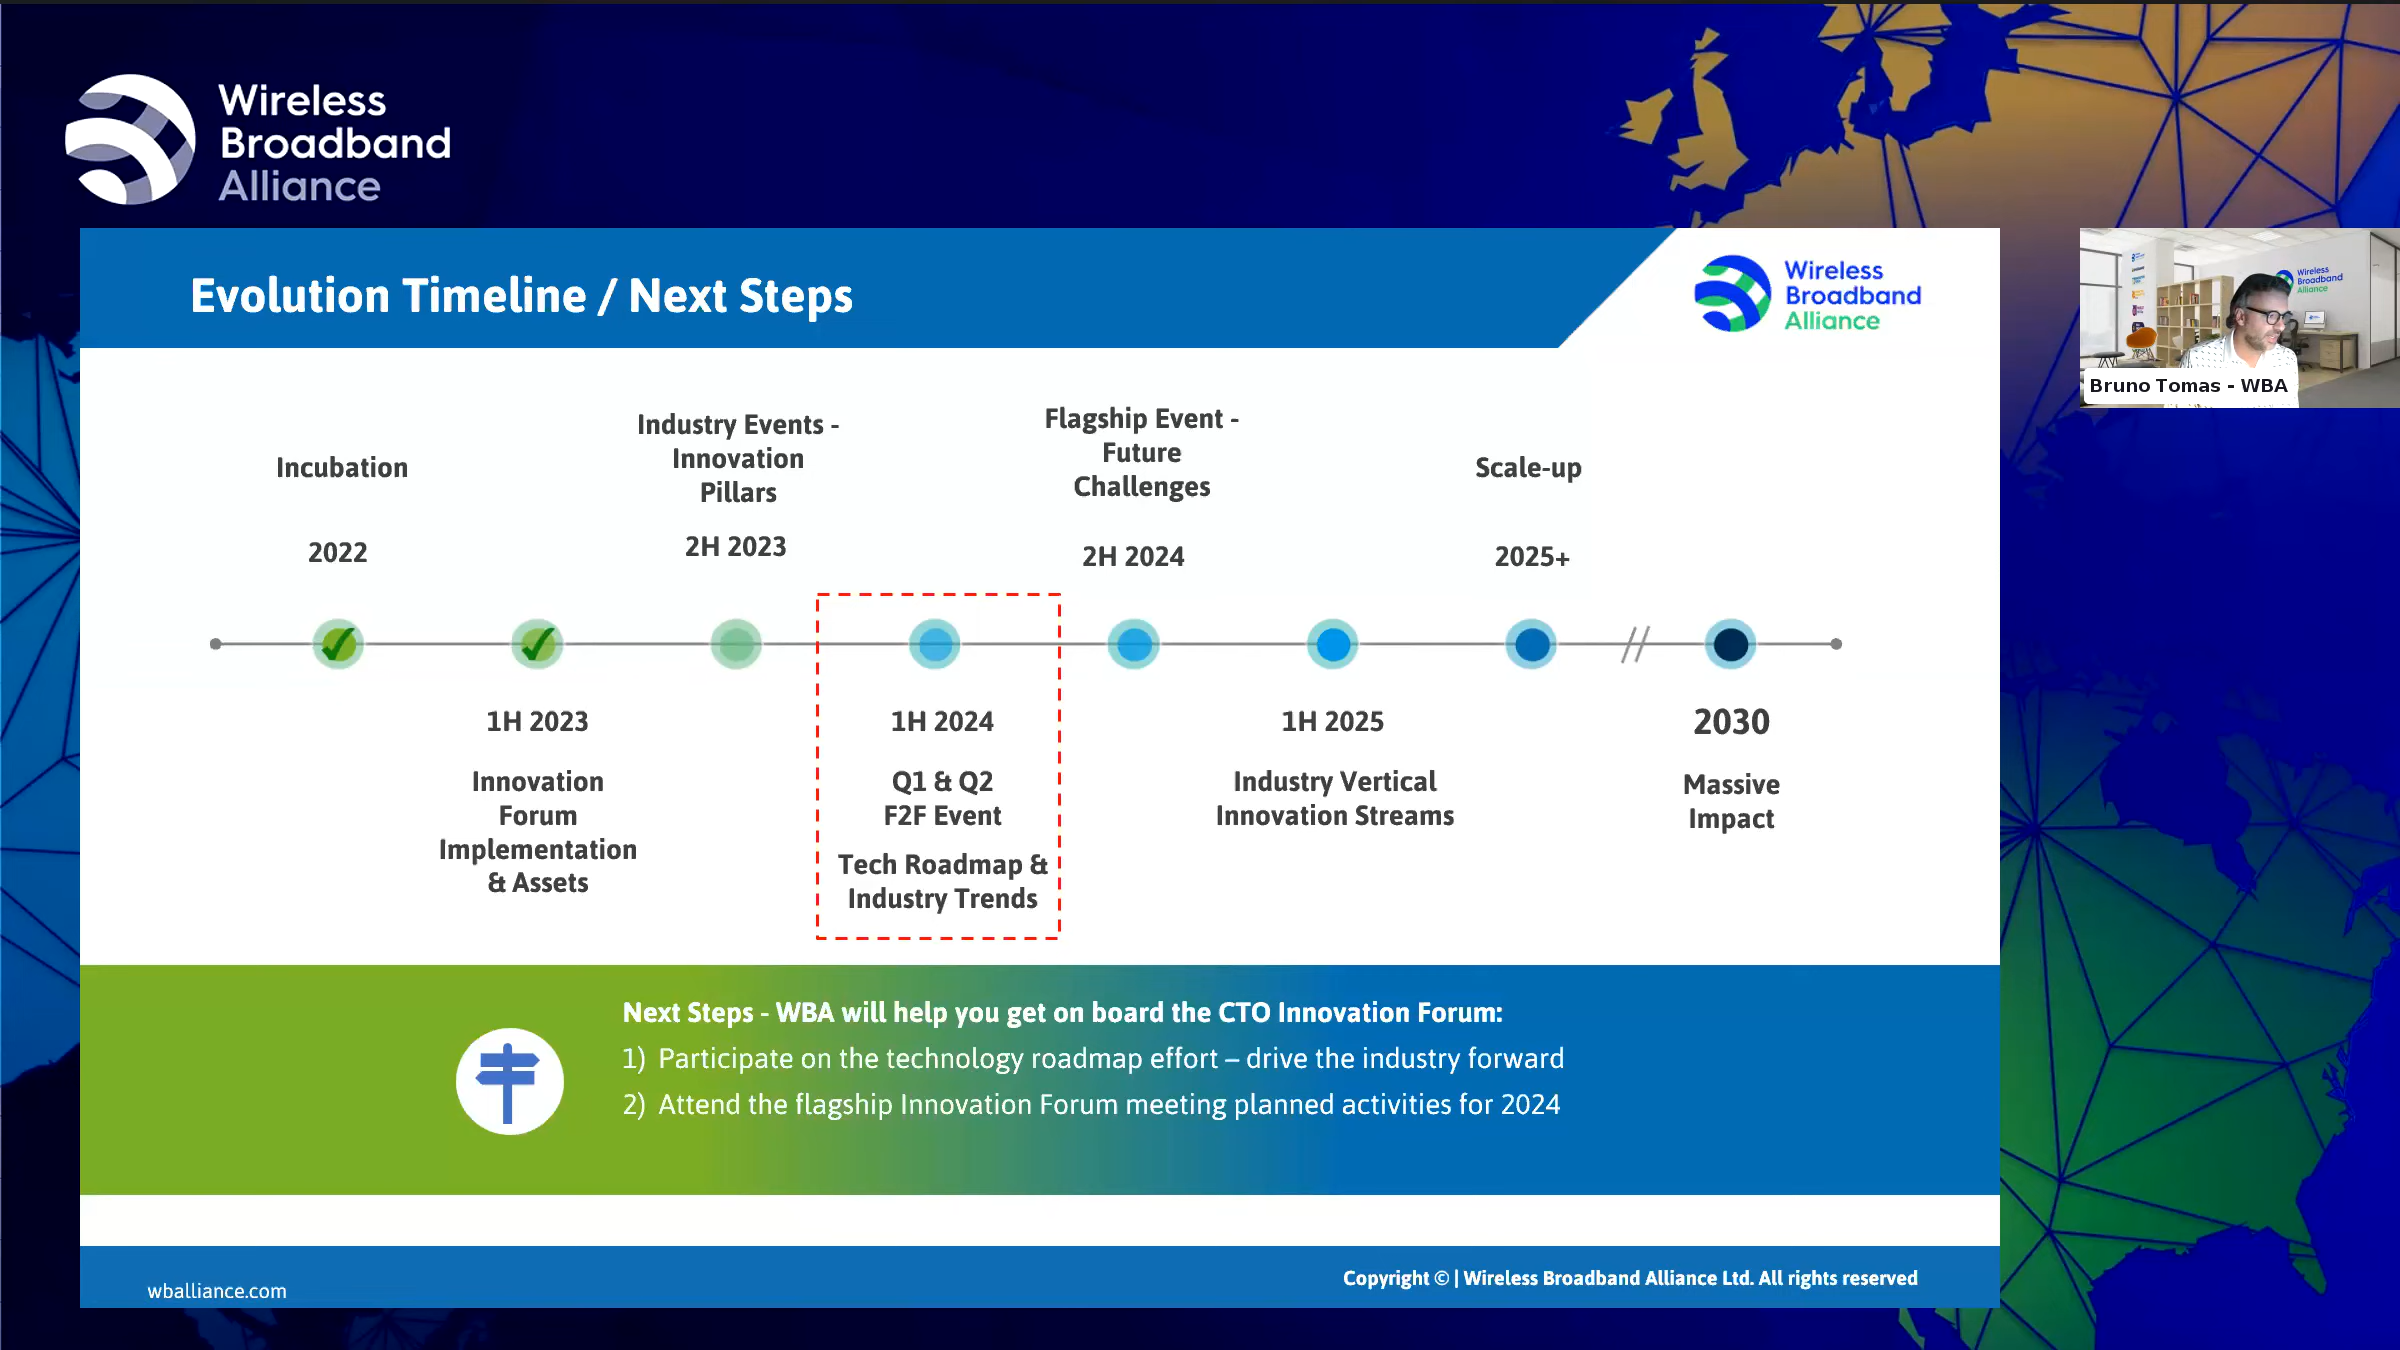 Wireless
Broadband
Alliance
Evolution Timeline / Next Steps
Wireless
Broadband
Alliance
Wireless
Broadband
Alliance
Bruno Tomas - WBA
Incubation
2022
Industry Events -
Innovation
Pillars
2H 2023
Flagship Event -
Future
Challenges
2H 2024
Scale-up
2025+
1H 2023
Innovation
Forum
Implementation
& Assets
1H 2024
Q1 & Q2
F2F Event
Tech Roadmap &
Industry Trends
1H 2025
Industry Vertical
Innovation Streams
2030
Massive
Impact
Next Steps - WBA will help you get on board the CTO Innovation Forum:
1) Participate on the technology roadmap effort – drive the industry forward
2) Attend the flagship Innovation Forum meeting planned activities for 2024
wballiance.com
Copyright © | Wireless Broadband Alliance Ltd. All rights reserved